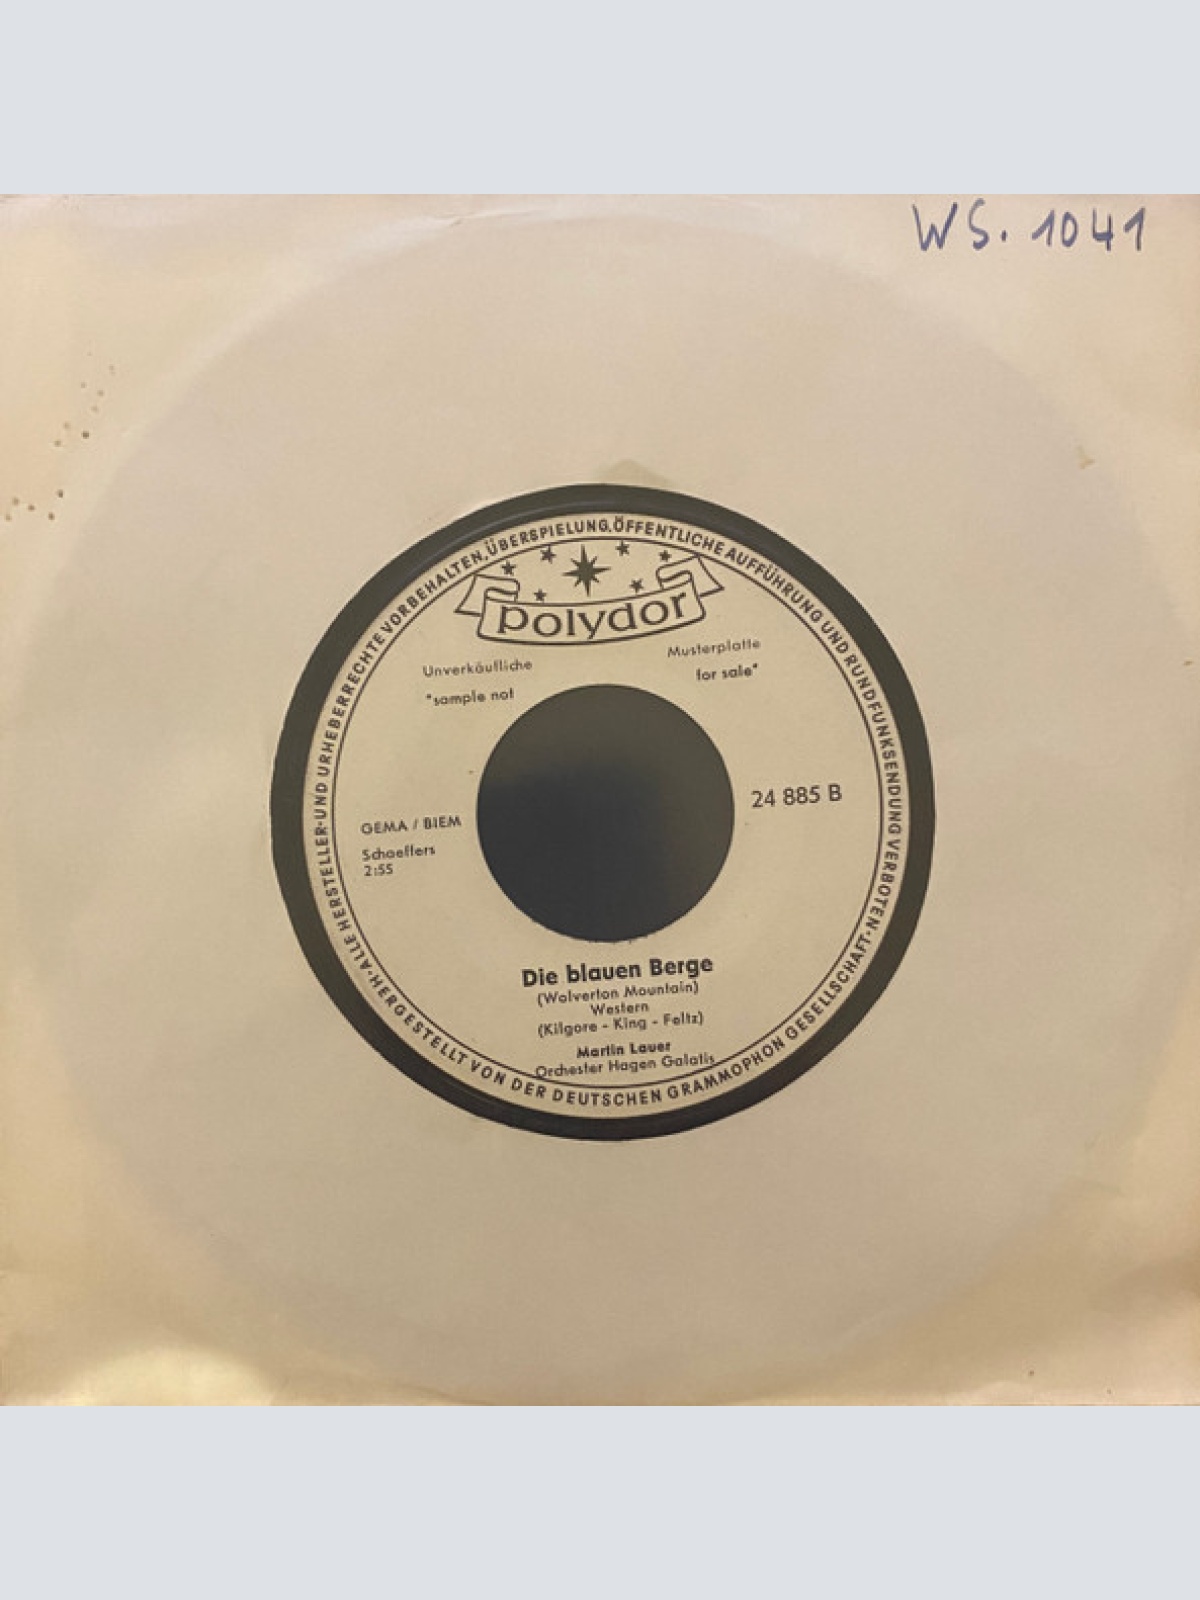 WS. 1041
·ALLE HERSTELLER-UND URHEBERRECHTE VORBEHALTEN.ÜBERSPIELUNG.ÖFFENTLICHE AUFFÜHRUNG UND RUNDFUNKSENDUNG VERBOTEN·
polydor
Unverkäufliche Musterplatte
"sample not for sale"
24 885 B
GEMA / BIEM
Schaeffers
2:55
Die blauen Berge
(Wolverton Mountain)
Western
(Kilgore - King - Feltz)
Martin Lauer
Orchester Hagen Galatis
HERGESTELLT VON DER DEUTSCHEN GRAMMOPHON GESELLSCHAFT